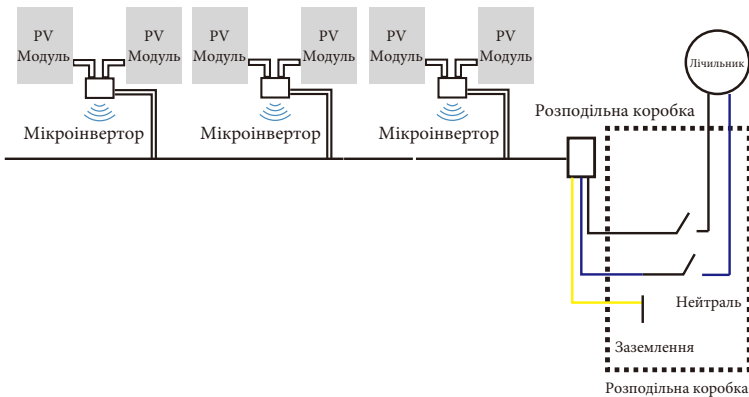 PV
Модуль
PV
Модуль
PV
Модуль
PV
Модуль
PV
Модуль
PV
Модуль
Лічильник
Розподільна коробка
Мікроінвертор
Мікроінвертор
Мікроінвертор
Нейтраль
Заземлення
Розподільна коробка